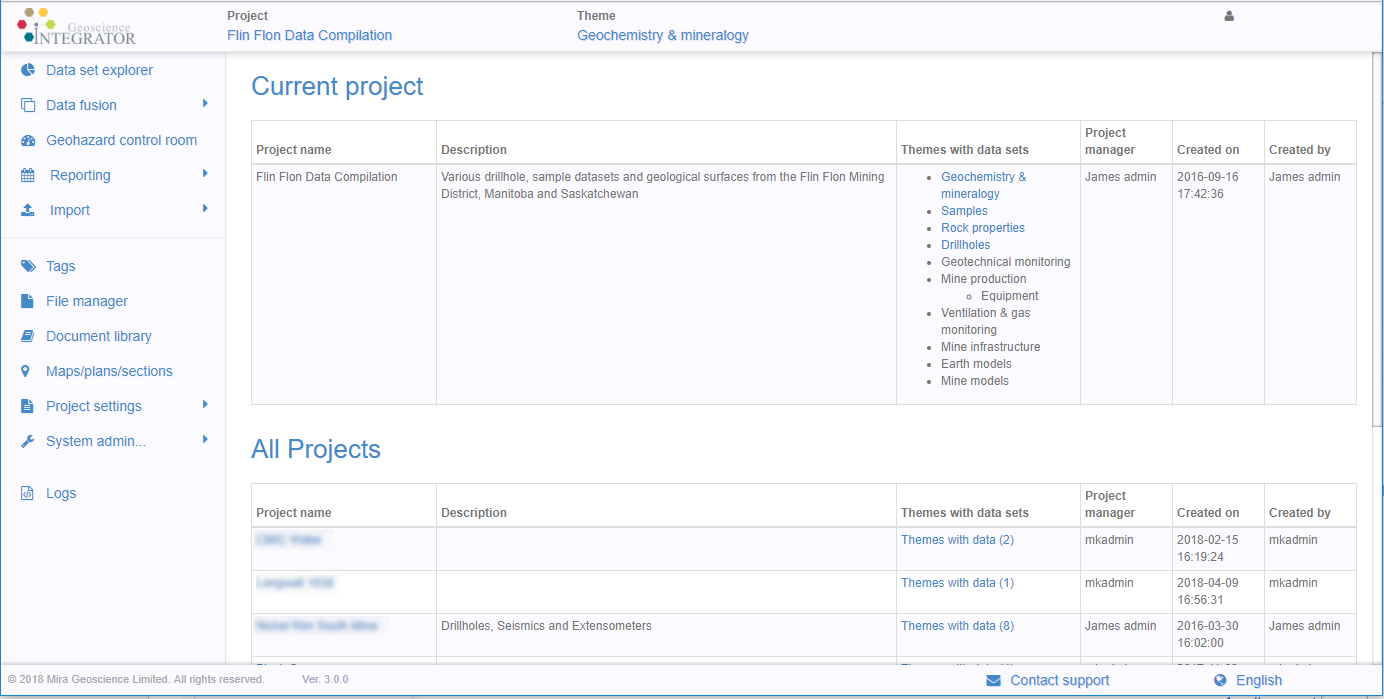 Geoscience
INTEGRATOR
Project
Flin Flon Data Compilation
Theme
Geochemistry & mineralogy
Data set explorer
Data fusion
Geohazard control room
Reporting
Import
Tags
File manager
Document library
Maps/plans/sections
Project settings
System admin...
Logs
Current project
Project name
Description
Themes with data sets
Project
manager
Created on
Created by
Flin Flon Data Compilation
Various drillhole, sample datasets and geological surfaces from the Flin Flon Mining
District, Manitoba and Saskatchewan
Geochemistry &
mineralogy
Samples
Rock properties
Drillholes
Geotechnical monitoring
Mine production
Equipment
Ventilation & gas
monitoring
Mine infrastructure
Earth models
Mine models
James admin
2016-09-16
17:42:36
James admin
All Projects
Project name
Description
Themes with data sets
Project
manager
Created on
Created by
Themes with data (2)
mkadmin
2018-02-15
16:19:24
mkadmin
Themes with data (1)
mkadmin
2018-04-09
16:56:31
mkadmin
Drillholes, Seismics and Extensometers
Themes with data (8)
James admin
2016-03-30
16:02:00
James admin
© 2018 Mira Geoscience Limited. All rights reserved.
Ver. 3.0.0
Contact support
English